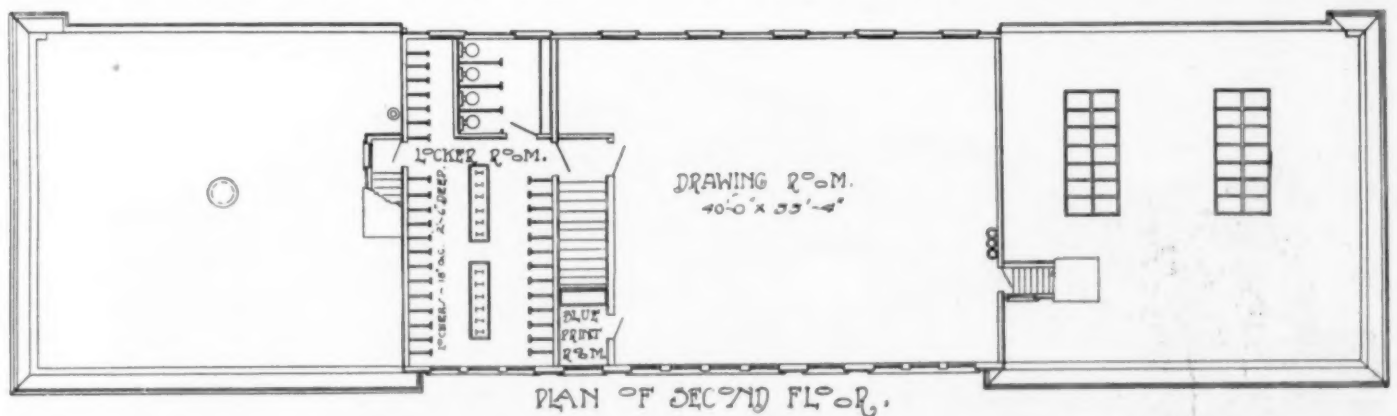 LOCKER ROOM.
LOCKERS - 18" O.C. 2'-6" DEEP.
DRAWING ROOM.
40'-0" X 33'-4"
BLUE
PRINT
ROOM.
PLAN OF SECOND FLOOR.